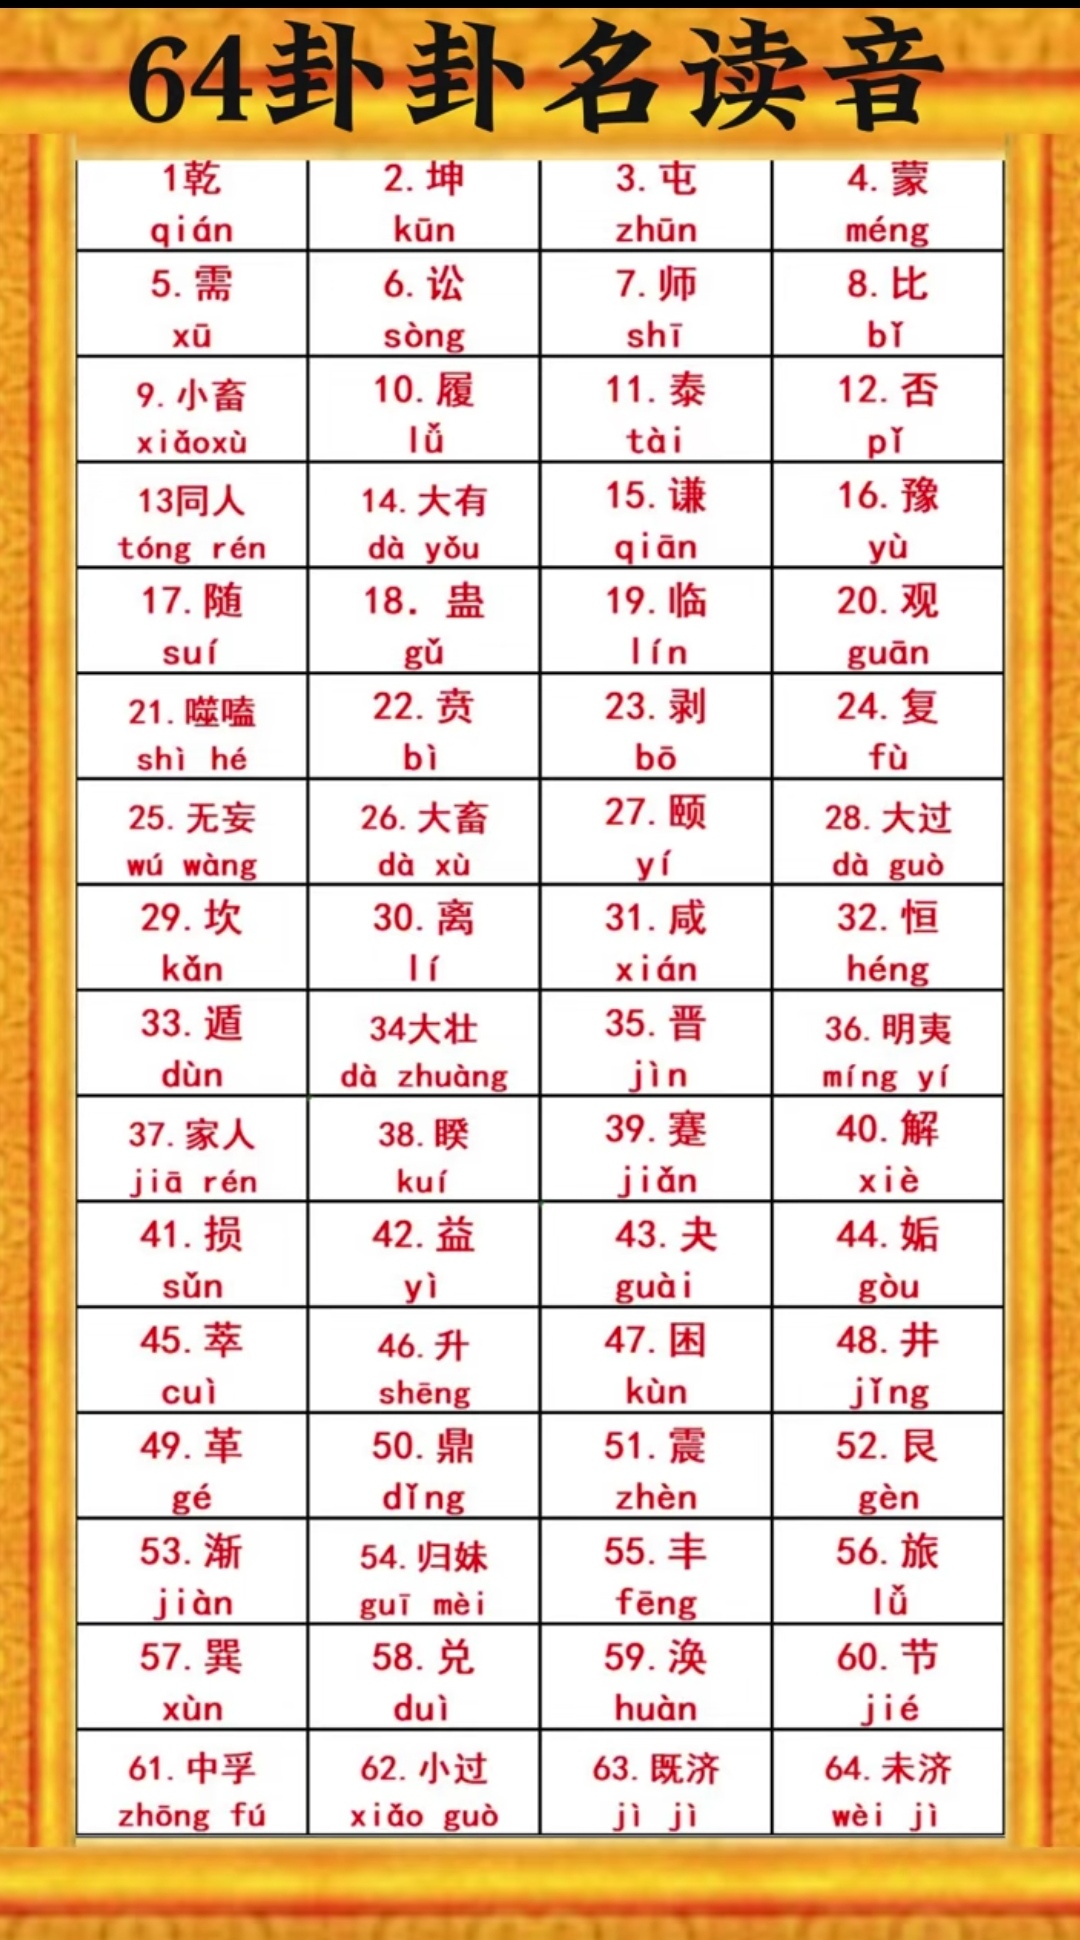 64卦卦名读音
1乾 2.坤 3.屯 4.蒙
qián kūn zhūn méng
5.需 6.讼 7.师 8.比
xū sòng shī bǐ
9.小畜 10.履 11.泰 12.否
xiǎoxù lǚ tài pǐ
13同人 14.大有 15.谦 16.豫
tóng rén dà yǒu qiān yù
17.随 18. 蛊 19.临 20.观
suí gǔ lín guān
21.噬嗑 22.贲 23.剥 24.复
shì hé bì bō fù
25.无妄 26.大畜 27.颐 28.大过
wú wàng dà xù yí dà guò
29.坎 30.离 31.咸 32.恒
kǎn lí xián héng
33.遁 34大壮 35.晋 36.明夷
dùn dà zhuàng jìn míng yí
37.家人 38.睽 39.蹇 40.解
jiā rén kuí jiǎn xiè
41.损 42.益 43.夬 44.姤
sǔn yì guài gòu
45.萃 46.升 47.困 48.井
cuì shēng kùn jǐng
49.革 50.鼎 51.震 52.艮
gé dǐng zhèn gèn
53.渐 54.归妹 55.丰 56.旅
jiàn guī mèi fēng lǚ
57.巽 58.兑 59.涣 60.节
xùn duì huàn jié
61.中孚 62.小过 63.既济 64.未济
zhōng fú xiǎo guò jì jì wèi jì